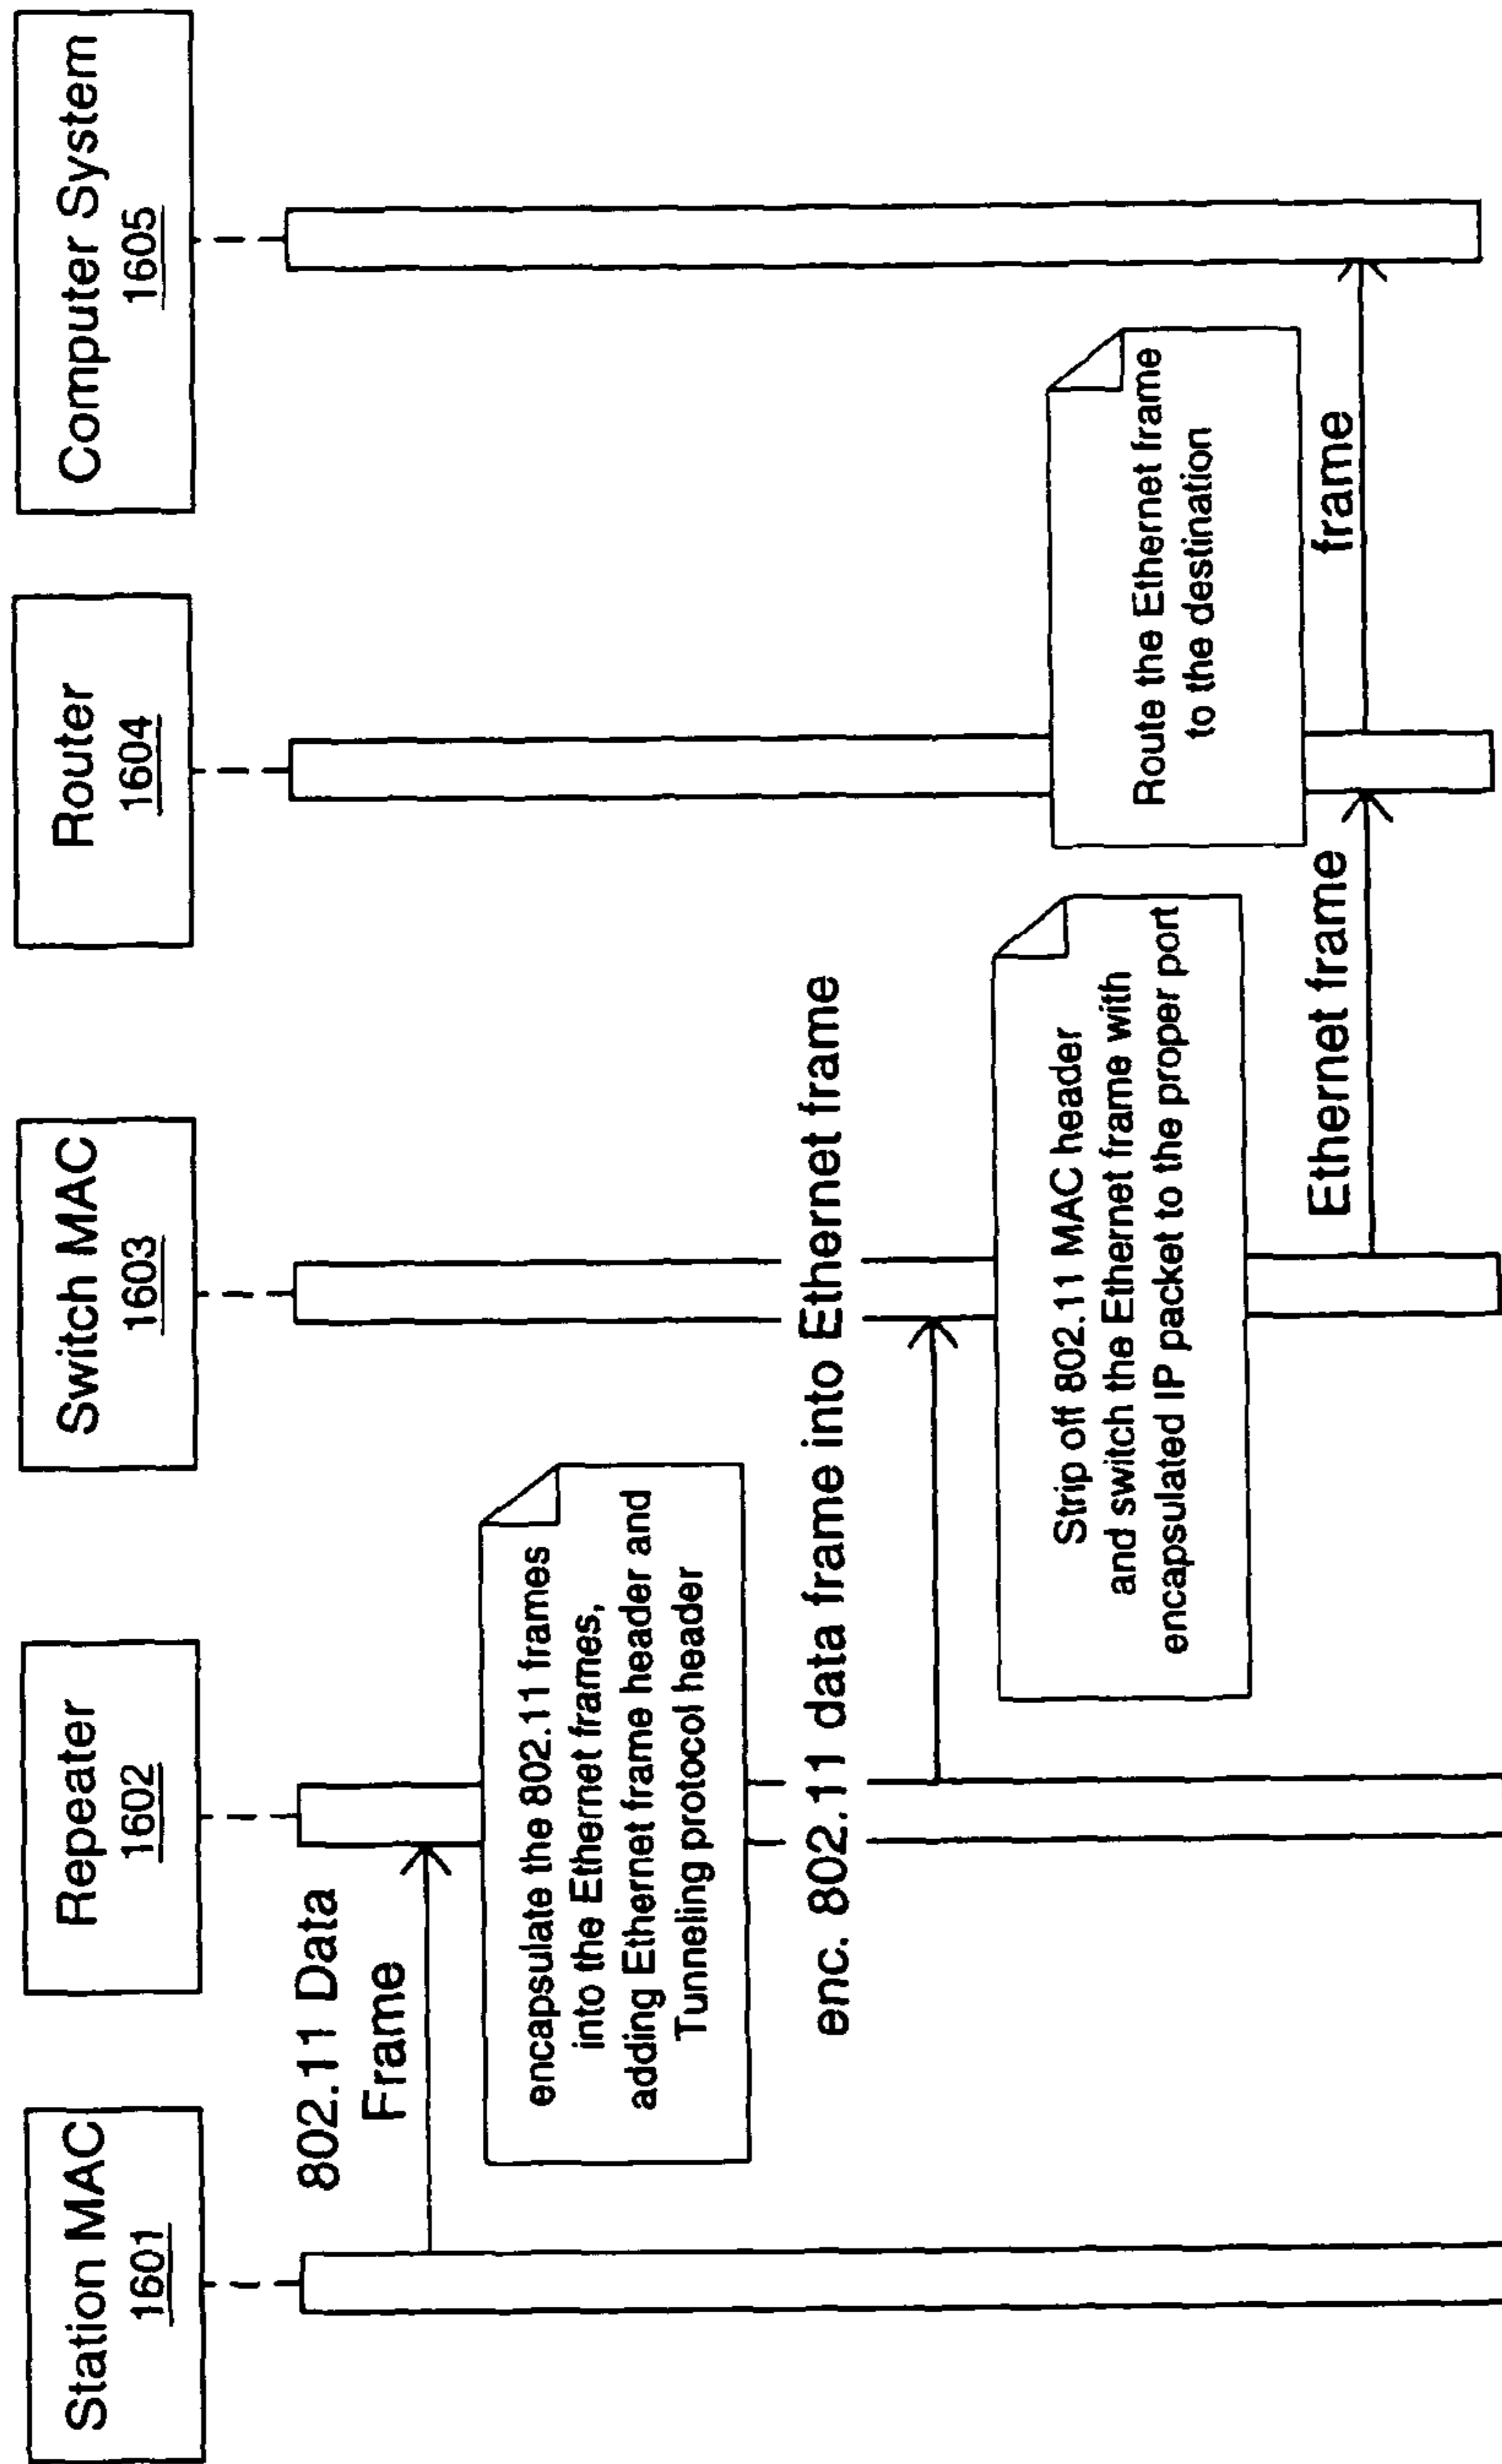 Station MAC
1601
Repeater
1602
Switch MAC
1603
Router
1604
Computer System
1605
802.11 Data
Frame
encapsulate the 802.11 frames
into the Ethernet frames,
adding Ethernet frame header and
Tunneling protocol header
enc. 802.11 data frame into Ethernet frame
Strip off 802.11 MAC header
and switch the Ethernet frame with
encapsulated IP packet to the proper port
Ethernet frame
Route the Ethernet frame
to the destination
frame